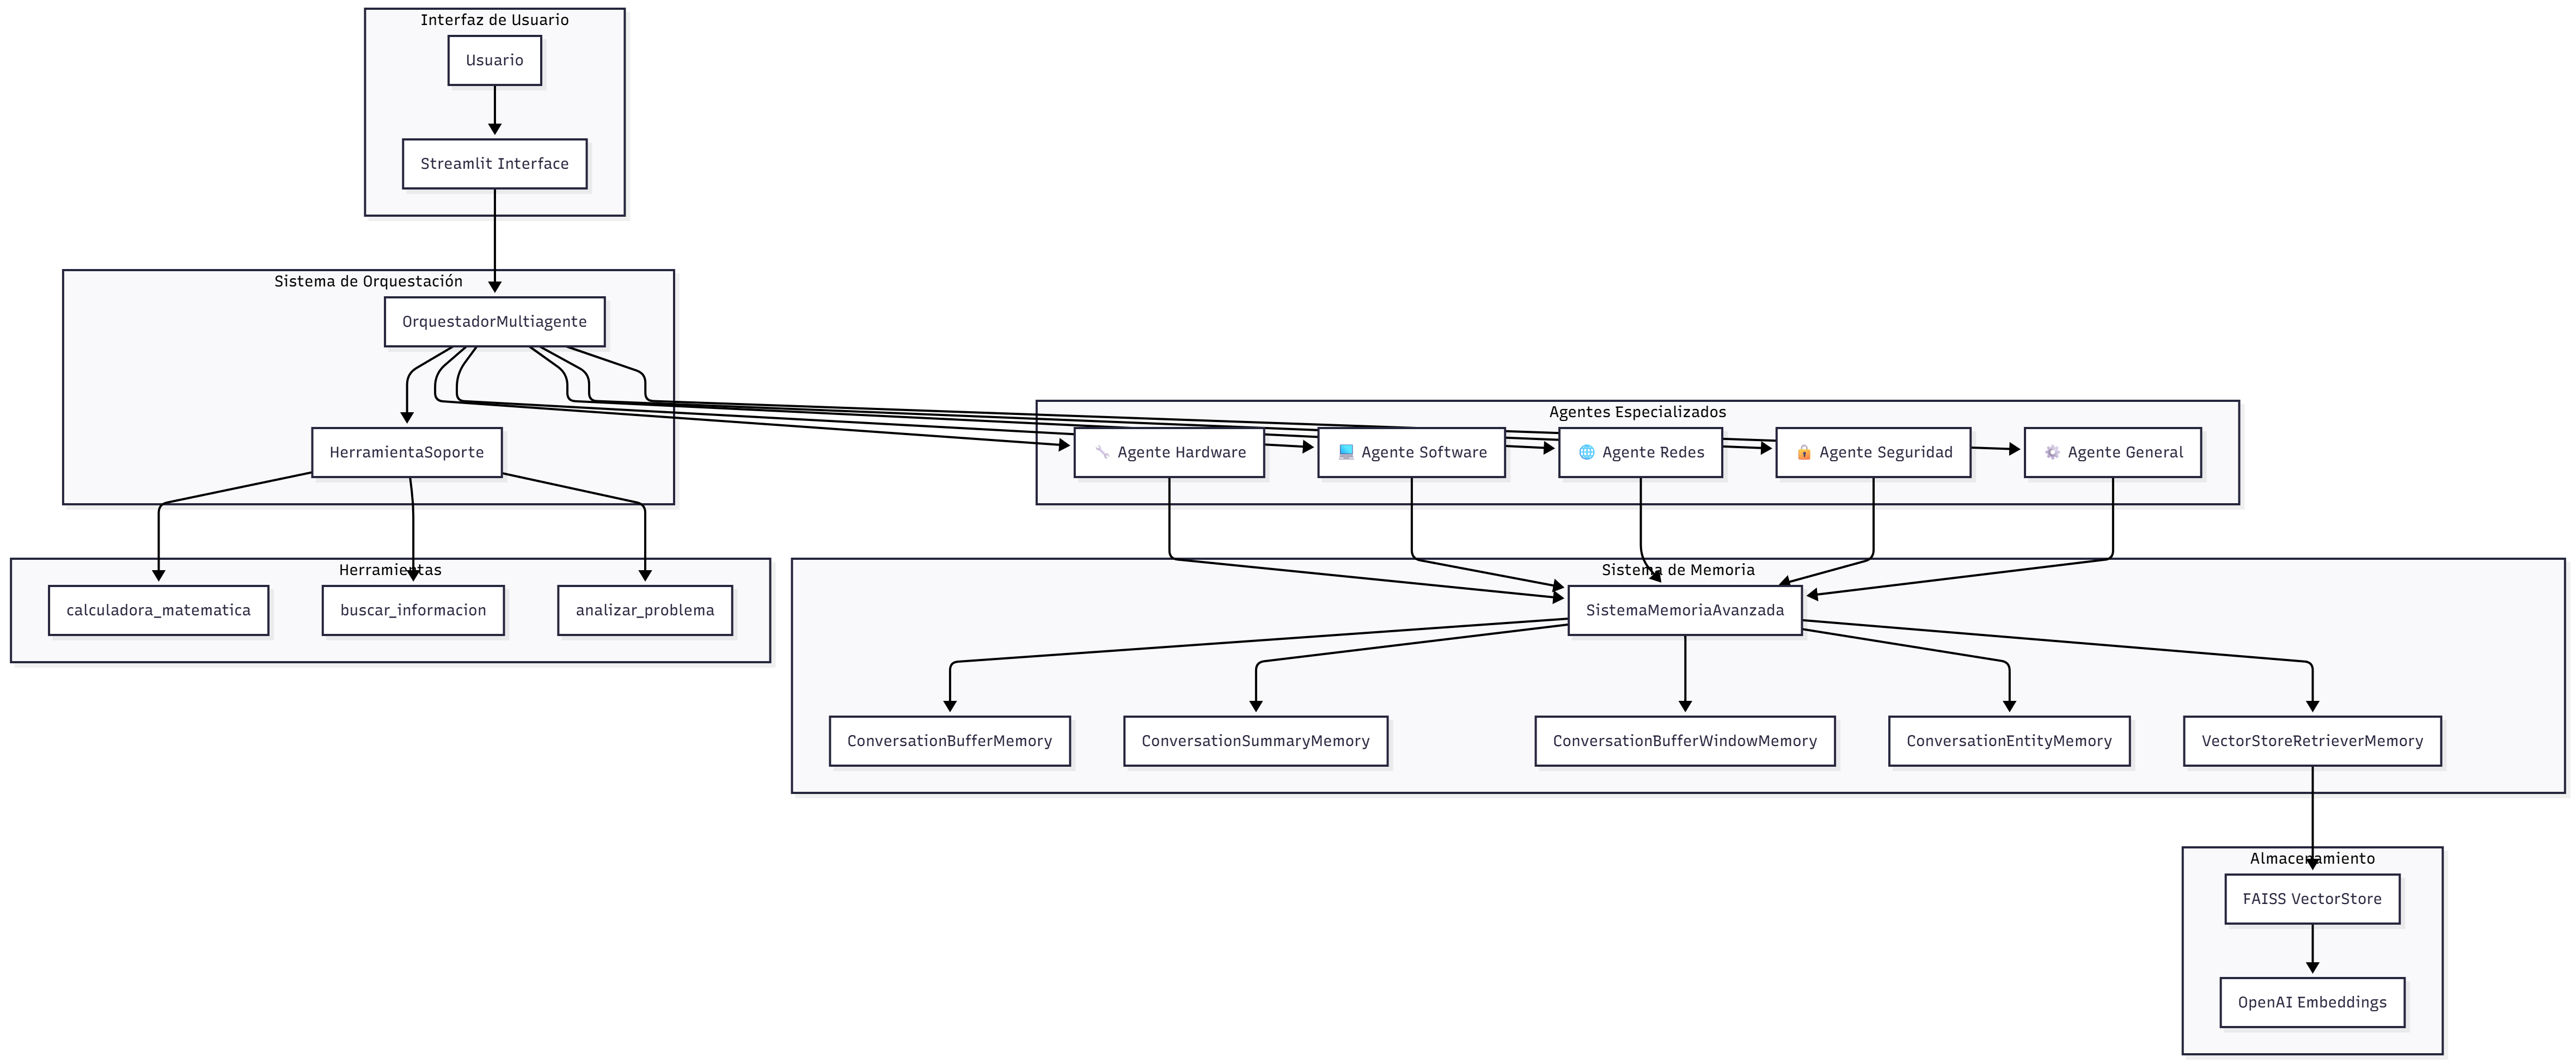 Interfaz de Usuario
Usuario
Streamlit Interface
Sistema de Orquestación
OrquestadorMultiagente
HerramientaSoporte
Agentes Especializados
🔧 Agente Hardware
💻 Agente Software
🌐 Agente Redes
🔒 Agente Seguridad
⚙️ Agente General
Herramientas
calculadora_matematica
buscar_informacion
analizar_problema
Sistema de Memoria
SistemaMemoriaAvanzada
ConversationBufferMemory
ConversationSummaryMemory
ConversationBufferWindowMemory
ConversationEntityMemory
VectorStoreRetrieverMemory
Almacenamiento
FAISS VectorStore
OpenAI Embeddings